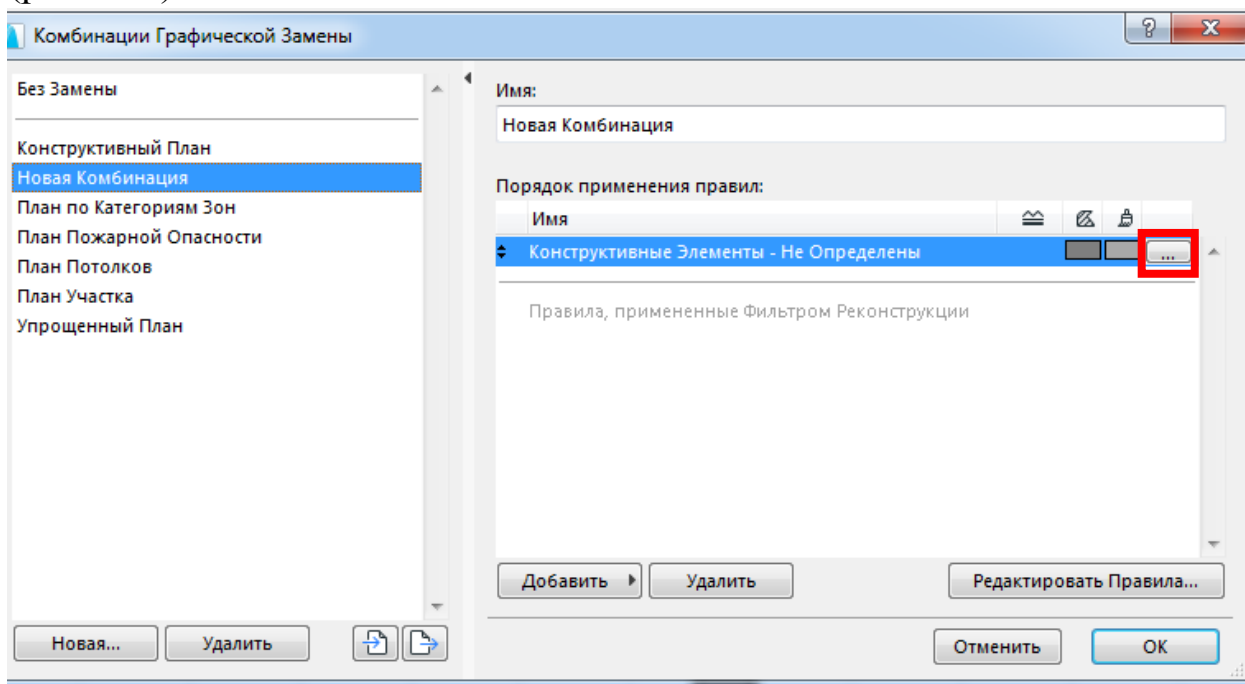 Комбинации Графической Замены
?
Без Замены
Конструктивный План
Новая Комбинация
План по Категориям Зон
План Пожарной Опасности
План Потолков
План Участка
Упрощенный План
Новая...
Удалить
Имя:
Новая Комбинация
Порядок применения правил:
Имя
Конструктивные Элементы - Не Определены
...
Правила, примененные Фильтром Реконструкции
Добавить
Удалить
Редактировать Правила...
Отменить
ОК